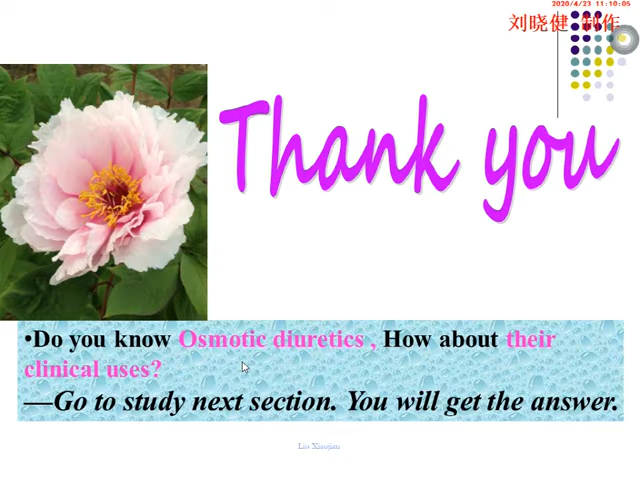 2020/4/23 11:10:05
刘晓健 制作
Thank you
•Do you know Osmotic diuretics , How about their
clinical uses?
—Go to study next section. You will get the answer.
Liu Xiaojian